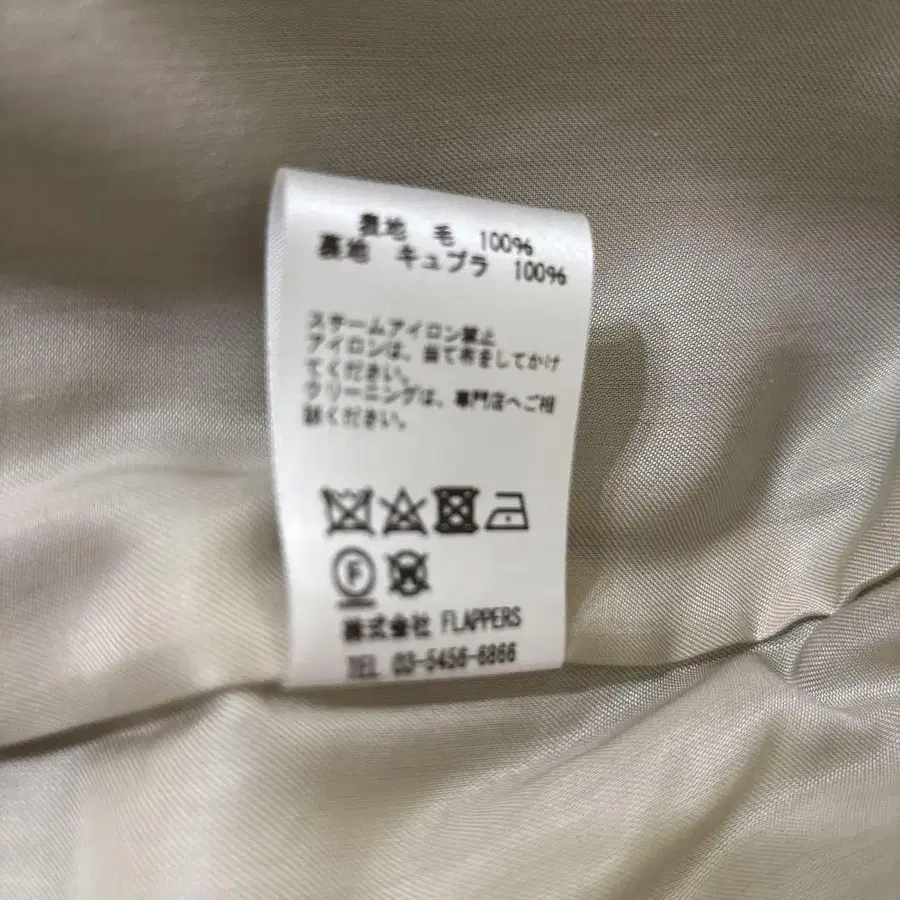 表地 毛 100%
裏地 キュプラ 100%
スチームアイロン禁止
アイロンは、当て布をしてかけ
てください。
クリーニングは、専門店へご相
談ください。
F
株式会社 FLAPPERS
TEL 03-5456-6866